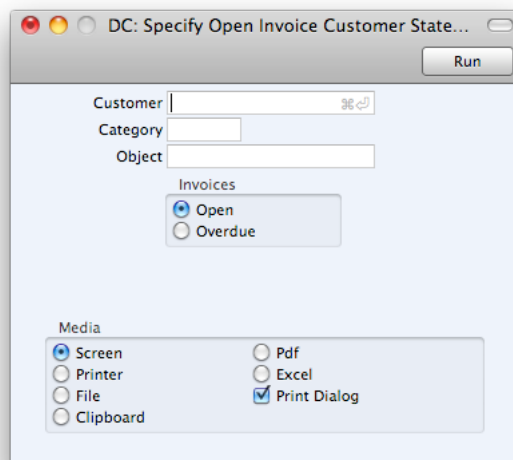 DC: Specify Open Invoice Customer State...
Run
Customer ⌘⏎
Category
Object
Invoices
Open
Overdue
Media
Screen
Pdf
Printer
Excel
File
Print Dialog
Clipboard